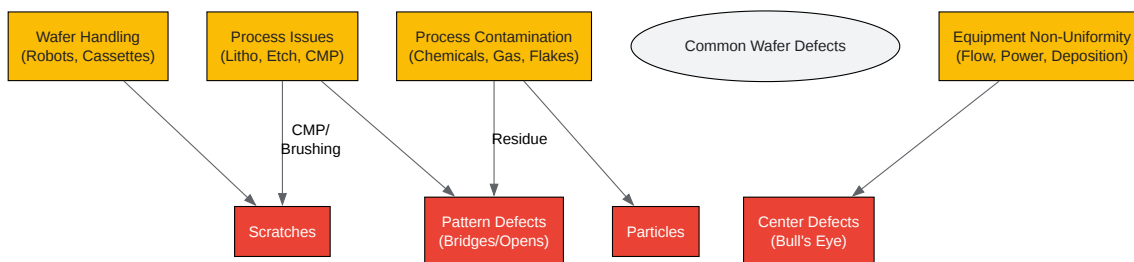 Wafer Handling
(Robots, Cassettes)
Process Issues
(Litho, Etch, CMP)
Process Contamination
(Chemicals, Gas, Flakes)
Common Wafer Defects
Equipment Non-Uniformity
(Flow, Power, Deposition)
CMP/
Brushing
Residue
Scratches
Pattern Defects
(Bridges/Opens)
Particles
Center Defects
(Bull's Eye)